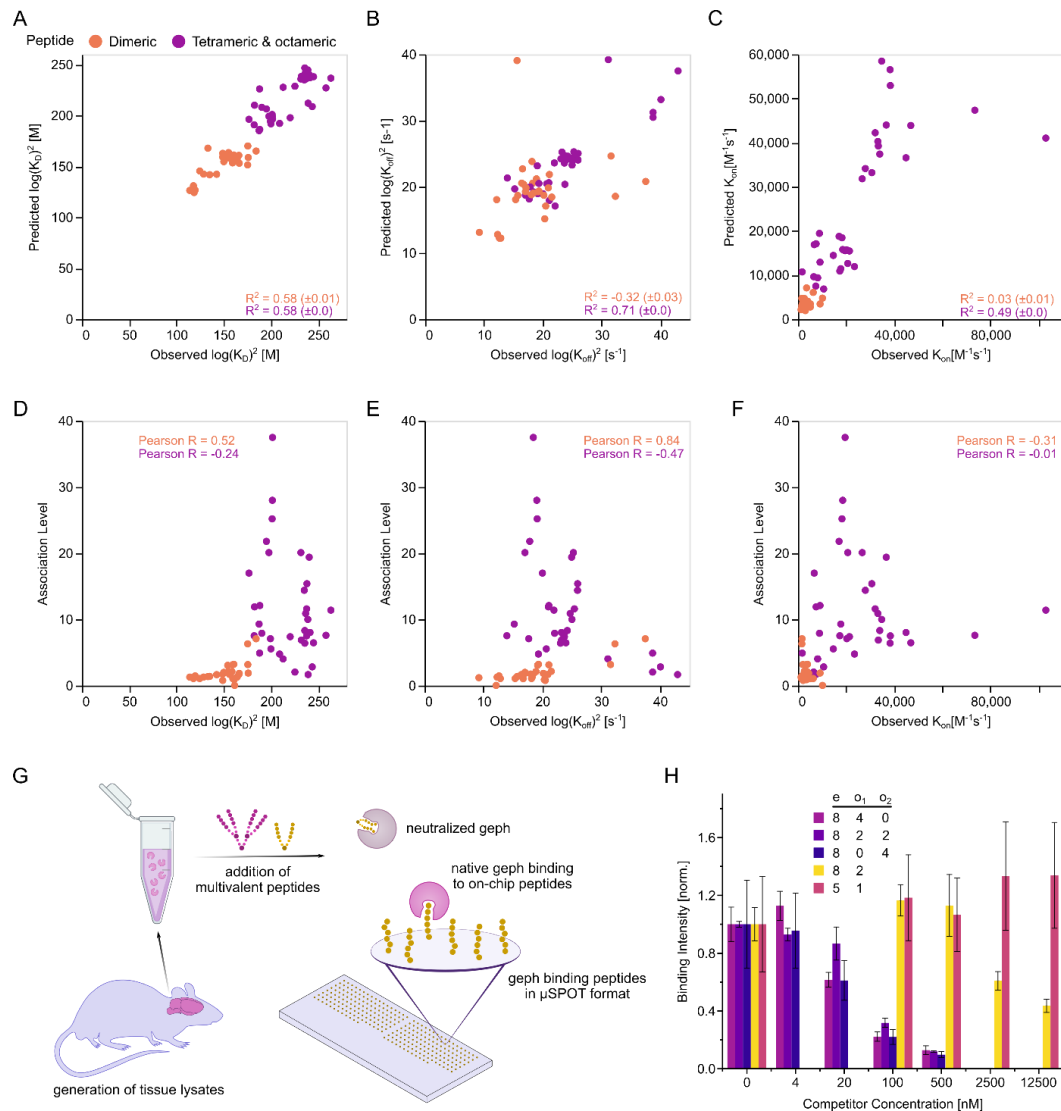 A
B
C
Peptide Dimeric Tetrameric & octameric
250
200
150
100
50
0
Predicted log(K_D)² [M]
0 50 100 150 200 250
Observed log(K_D)² [M]
R² = 0.58 (±0.01)
R² = 0.58 (±0.0)
40
30
20
10
0
Predicted log(K_off)² [s-1]
0 10 20 30 40
Observed log(K_off)² [s⁻¹]
R² = -0.32 (±0.03)
R² = 0.71 (±0.0)
60,000
50,000
40,000
30,000
20,000
10,000
0
Predicted K_on[M⁻¹s⁻¹]
0 40,000 80,000
Observed K_on[M⁻¹s⁻¹]
R² = 0.03 (±0.01)
R² = 0.49 (±0.0)
D
E
F
40
30
20
10
0
Association Level
0 50 100 150 200 250
Observed log(K_D)² [M]
Pearson R = 0.52
Pearson R = -0.24
40
30
20
10
0
Association Level
0 10 20 30 40
Observed log(K_off)² [s⁻¹]
Pearson R = 0.84
Pearson R = -0.47
40
30
20
10
0
Association Level
0 40,000 80,000
Observed K_on[M⁻¹s⁻¹]
Pearson R = -0.31
Pearson R = -0.01
G
addition of
multivalent peptides
neutralized geph
native geph binding
to on-chip peptides
geph binding peptides
in µSPOT format
generation of tissue lysates
H
e o₁ o₂
8 4 0
8 2 2
8 0 4
8 2
5 1
1.6
1.2
0.8
0.4
0.0
Binding Intensity [norm.]
0 4 20 100 500 2500 12500
Competitor Concentration [nM]